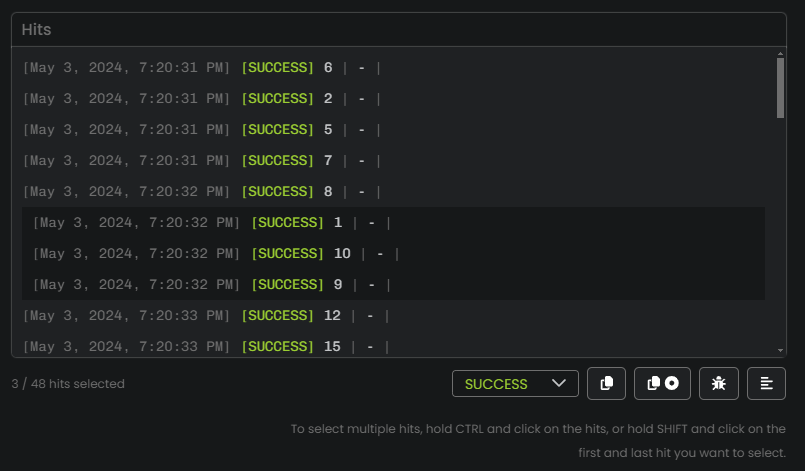 Hits
[May 3, 2024, 7:20:31 PM] [SUCCESS] 6 | - |
[May 3, 2024, 7:20:31 PM] [SUCCESS] 2 | - |
[May 3, 2024, 7:20:31 PM] [SUCCESS] 5 | - |
[May 3, 2024, 7:20:31 PM] [SUCCESS] 7 | - |
[May 3, 2024, 7:20:32 PM] [SUCCESS] 8 | - |
[May 3, 2024, 7:20:32 PM] [SUCCESS] 1 | - |
[May 3, 2024, 7:20:32 PM] [SUCCESS] 10 | - |
[May 3, 2024, 7:20:32 PM] [SUCCESS] 9 | - |
[May 3, 2024, 7:20:33 PM] [SUCCESS] 12 | - |
[May 3, 2024, 7:20:33 PM] [SUCCESS] 15 | - |
3 / 48 hits selected
SUCCESS
To select multiple hits, hold CTRL and click on the hits, or hold SHIFT and click on the
first and last hit you want to select.